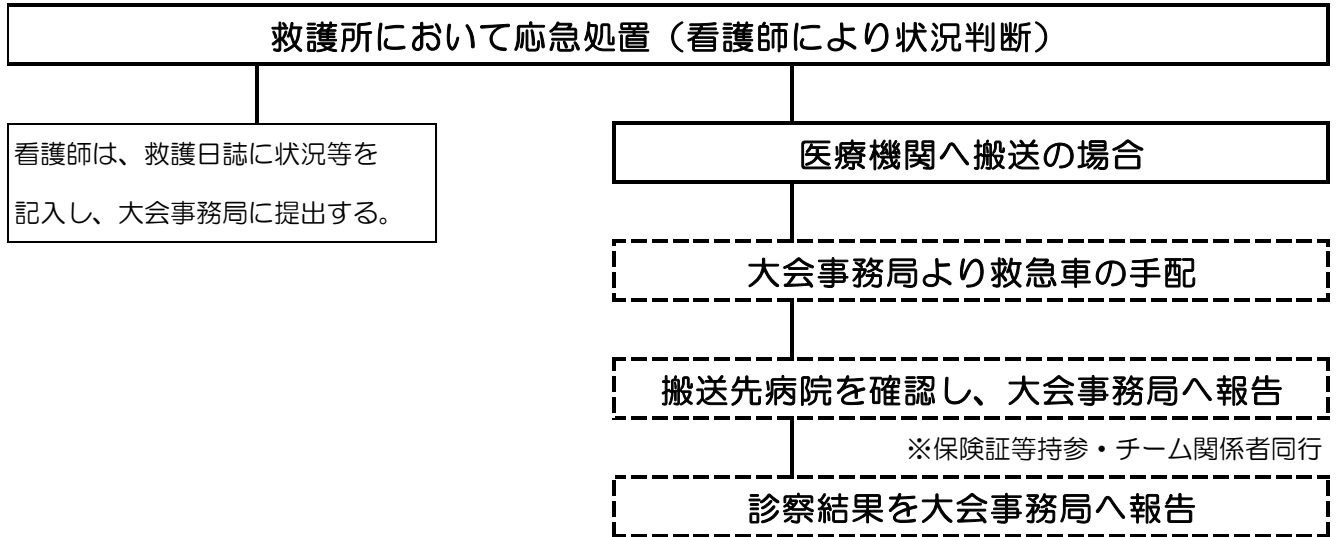 救護所において応急処置（看護師により状況判断）
看護師は、救護日誌に状況等を
記入し、大会事務局に提出する。
医療機関へ搬送の場合
大会事務局より救急車の手配
搬送先病院を確認し、大会事務局へ報告
※保険証等持参・チーム関係者同行
診察結果を大会事務局へ報告